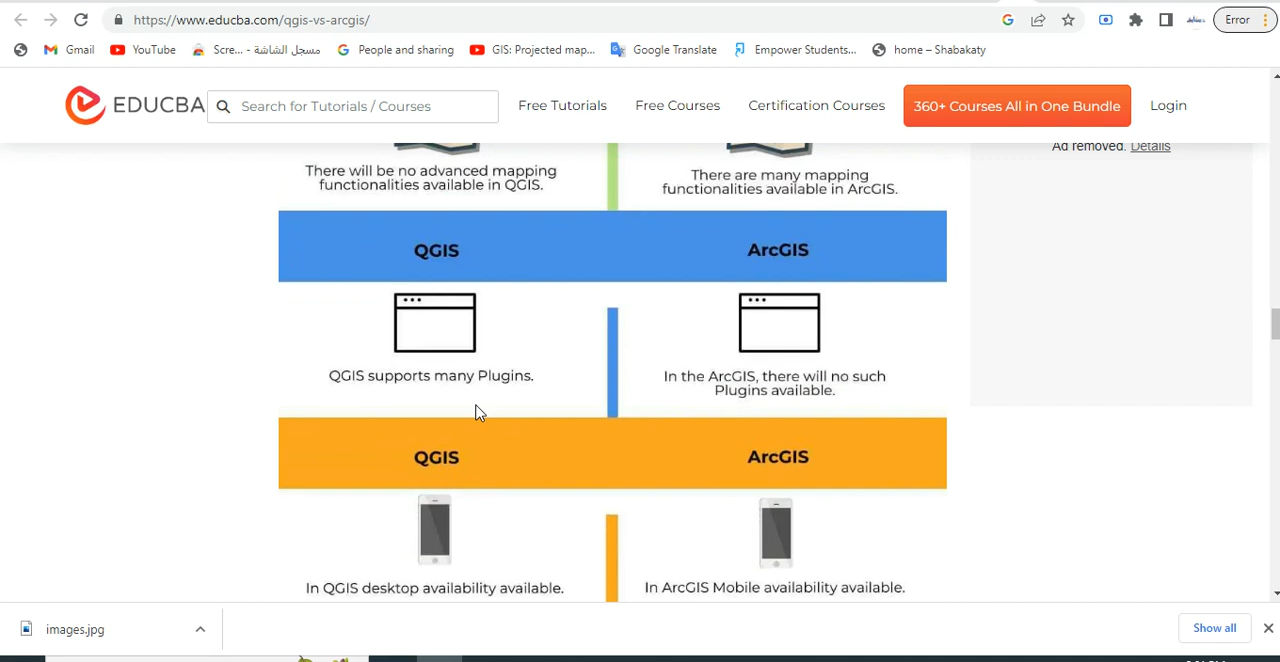 https://www.educba.com/qgis-vs-arcgis/
Error
Gmail
YouTube
Scre... - مسجل الشاشة
People and sharing
GIS: Projected map...
Google Translate
Empower Students...
home – Shabakaty
EDUCBA
Search for Tutorials / Courses
Free Tutorials
Free Courses
Certification Courses
360+ Courses All in One Bundle
Login
Ad removed. Details
There will be no advanced mapping
functionalities available in QGIS.
There are many mapping
functionalities available in ArcGIS.
QGIS
ArcGIS
QGIS supports many Plugins.
In the ArcGIS, there will no such
Plugins available.
QGIS
ArcGIS
In QGIS desktop availability available.
In ArcGIS Mobile availability available.
images.jpg
Show all